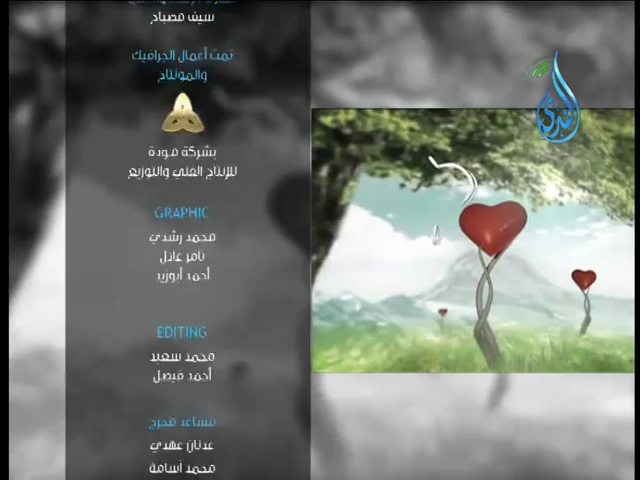 سيف مصباح
تمت أعمال الجرافيك
والمونتاج
بشركة مودة
للإنتاج الفني والتوزيع
GRAPHIC
محمد رشدي
تامر عادل
أحمد أبوزيد
EDITING
محمد سعيد
أحمد فيصل
مساعد مخرج
عدنان عهدي
محمد أسامة
الندى